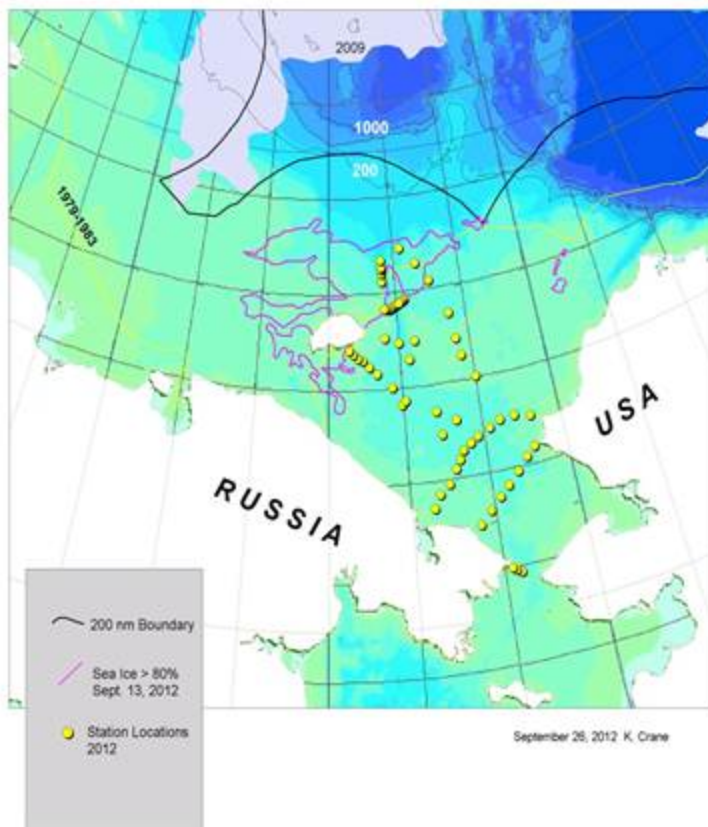 2009
1000
200
1979-1983
USA
RUSSIA
200 nm Boundary
Sea Ice > 80%
Sept. 13, 2012
Station Locations
2012
September 26, 2012 K. Crane